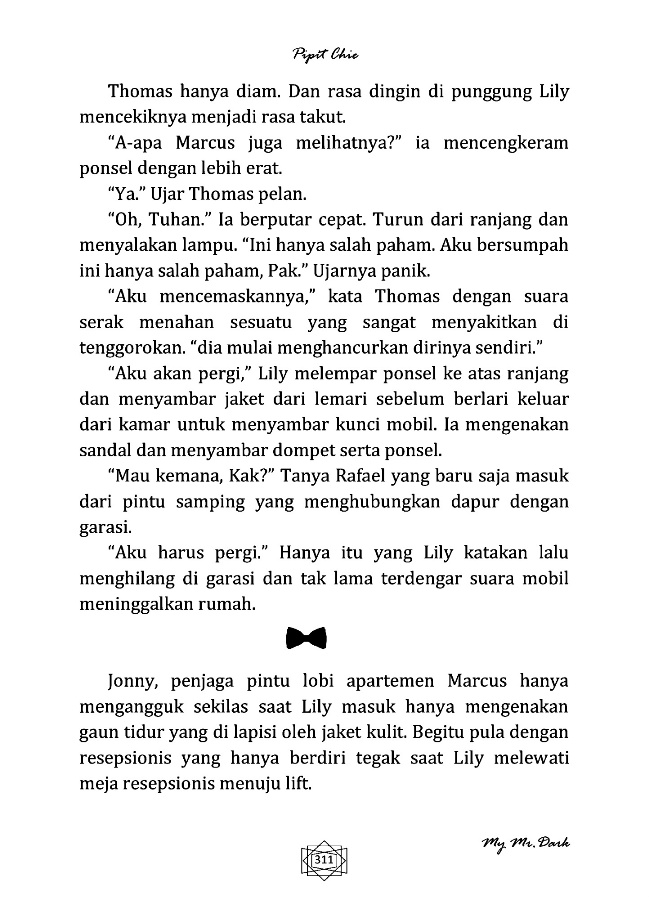 Pipit Chie
Thomas hanya diam. Dan rasa dingin di punggung Lily
mencekiknya menjadi rasa takut.
“A-apa Marcus juga melihatnya?” ia mencengkeram
ponsel dengan lebih erat.
“Ya.” Ujar Thomas pelan.
“Oh, Tuhan.” Ia berputar cepat. Turun dari ranjang dan
menyalakan lampu. “Ini hanya salah paham. Aku bersumpah
ini hanya salah paham, Pak.” Ujarnya panik.
“Aku mencemaskannya,” kata Thomas dengan suara
serak menahan sesuatu yang sangat menyakitkan di
tenggorokan. “dia mulai menghancurkan dirinya sendiri.”
“Aku akan pergi,” Lily melempar ponsel ke atas ranjang
dan menyambar jaket dari lemari sebelum berlari keluar
dari kamar untuk menyambar kunci mobil. Ia mengenakan
sandal dan menyambar dompet serta ponsel.
“Mau kemana, Kak?” Tanya Rafael yang baru saja masuk
dari pintu samping yang menghubungkan dapur dengan
garasi.
“Aku harus pergi.” Hanya itu yang Lily katakan lalu
menghilang di garasi dan tak lama terdengar suara mobil
meninggalkan rumah.
Jonny, penjaga pintu lobi apartemen Marcus hanya
mengangguk sekilas saat Lily masuk hanya mengenakan
gaun tidur yang di lapisi oleh jaket kulit. Begitu pula dengan
resepsionis yang hanya berdiri tegak saat Lily melewati
meja resepsionis menuju lift.
My Mr. Dark
311